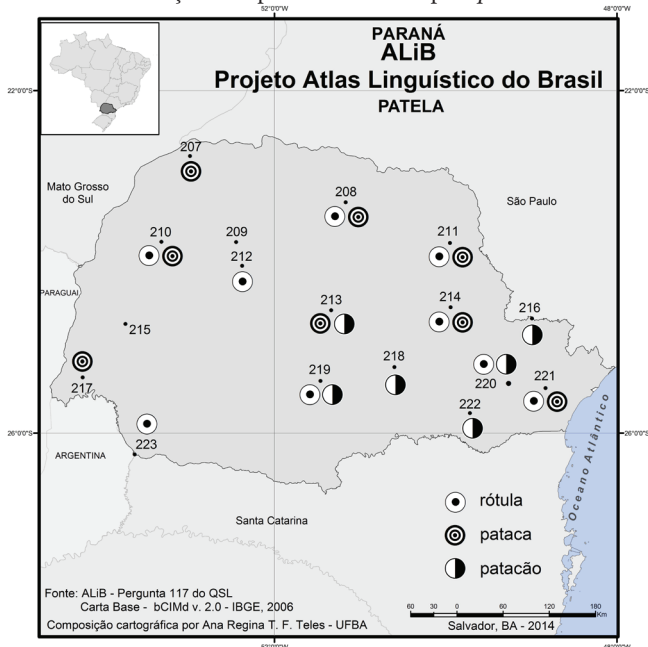 52°0'0"W 48°0'0"W
PARANÁ
ALiB
Projeto Atlas Linguístico do Brasil
PATELA
22°0'0"S 22°0'0"S
207
Mato Grosso
do Sul
208
São Paulo
210 209 211
212
PARAGUAI
213 214 216
215
219 218
217 220 221
222
223
26°0'0"S 26°0'0"S
ARGENTINA
Oceano Atlântico
rótula
Santa Catarina
pataca
patacão
Fonte: ALiB - Pergunta 117 do QSL
Carta Base - bCIMd v. 2.0 - IBGE, 2006
60 30 0 60 120 180
Km
Composição cartográfica por Ana Regina T. F. Teles - UFBA
Salvador, BA - 2014